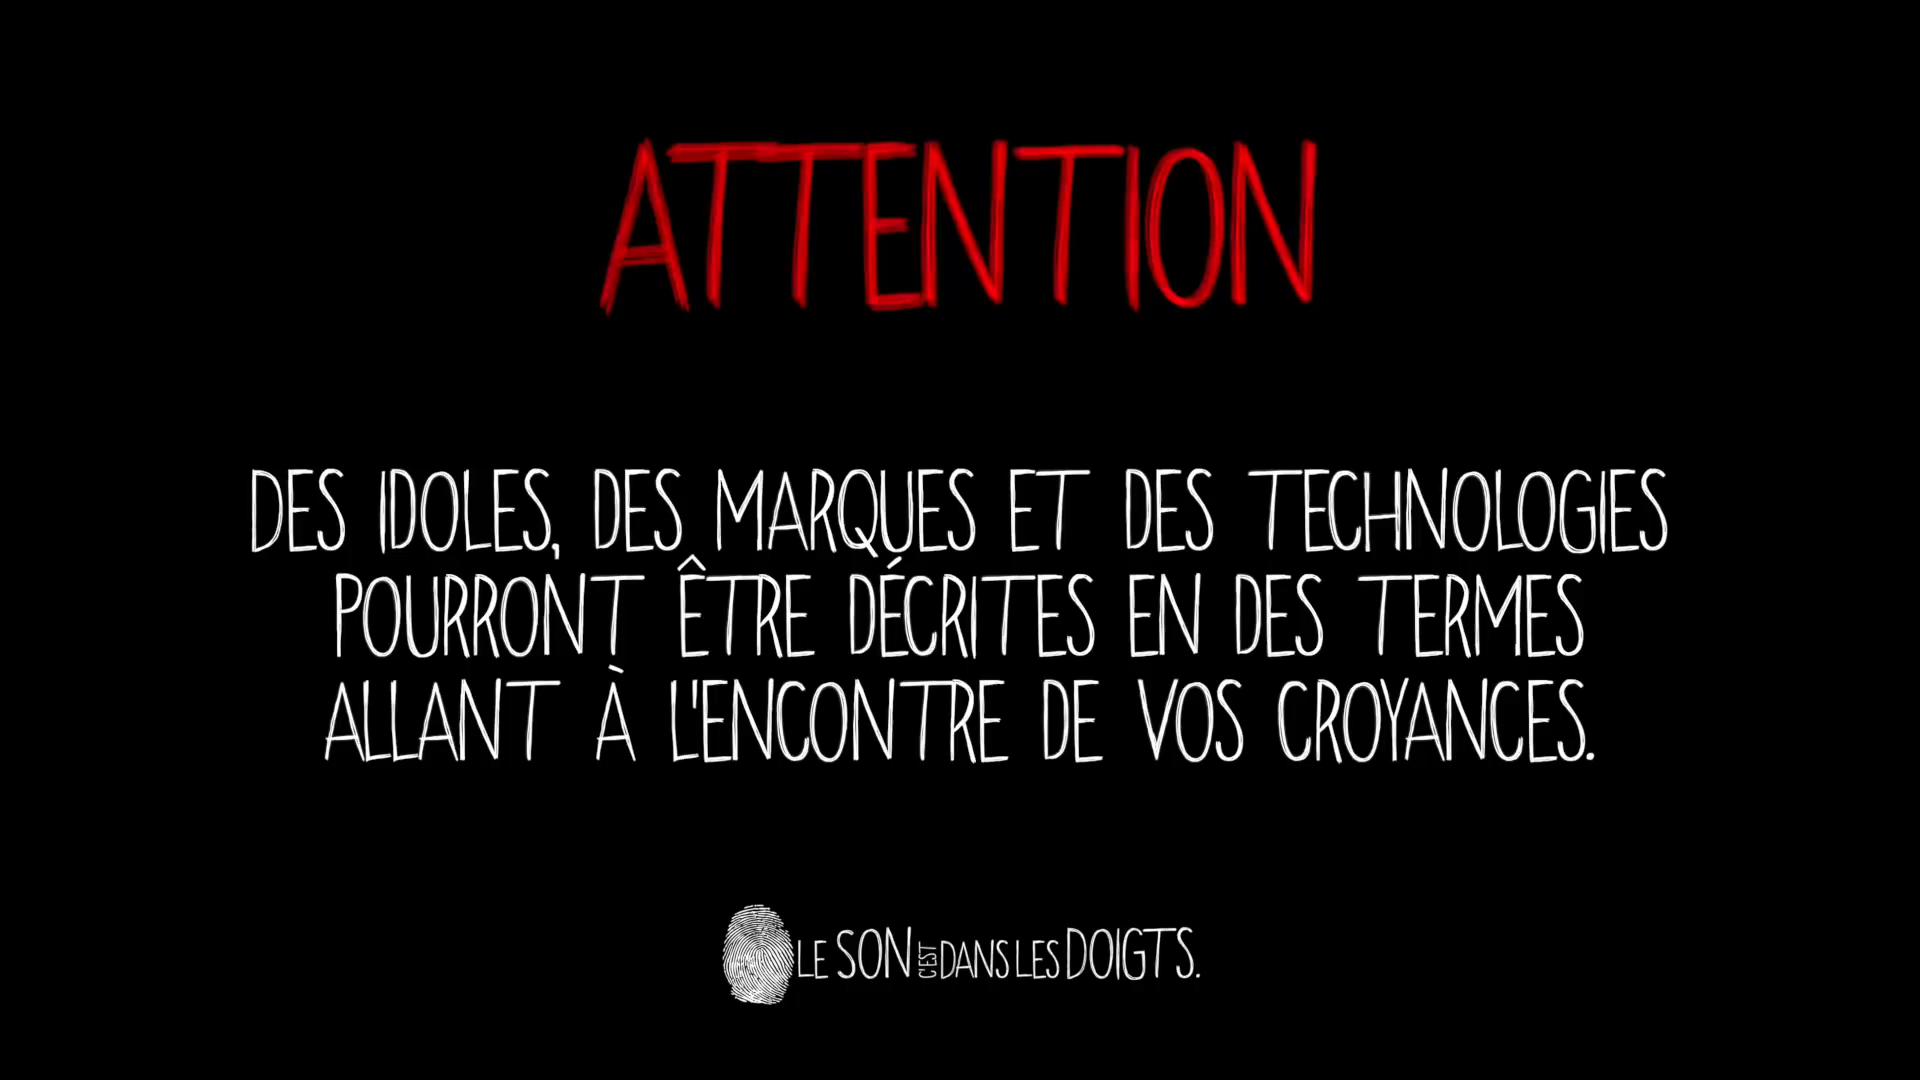 ATTENTION
DES IDOLES, DES MARQUES ET DES TECHNOLOGIES
POURRONT ÊTRE DÉCRITES EN DES TERMES
ALLANT À L'ENCONTRE DE VOS CROYANCES.
LE SON C'EST DANS LES DOIGTS.